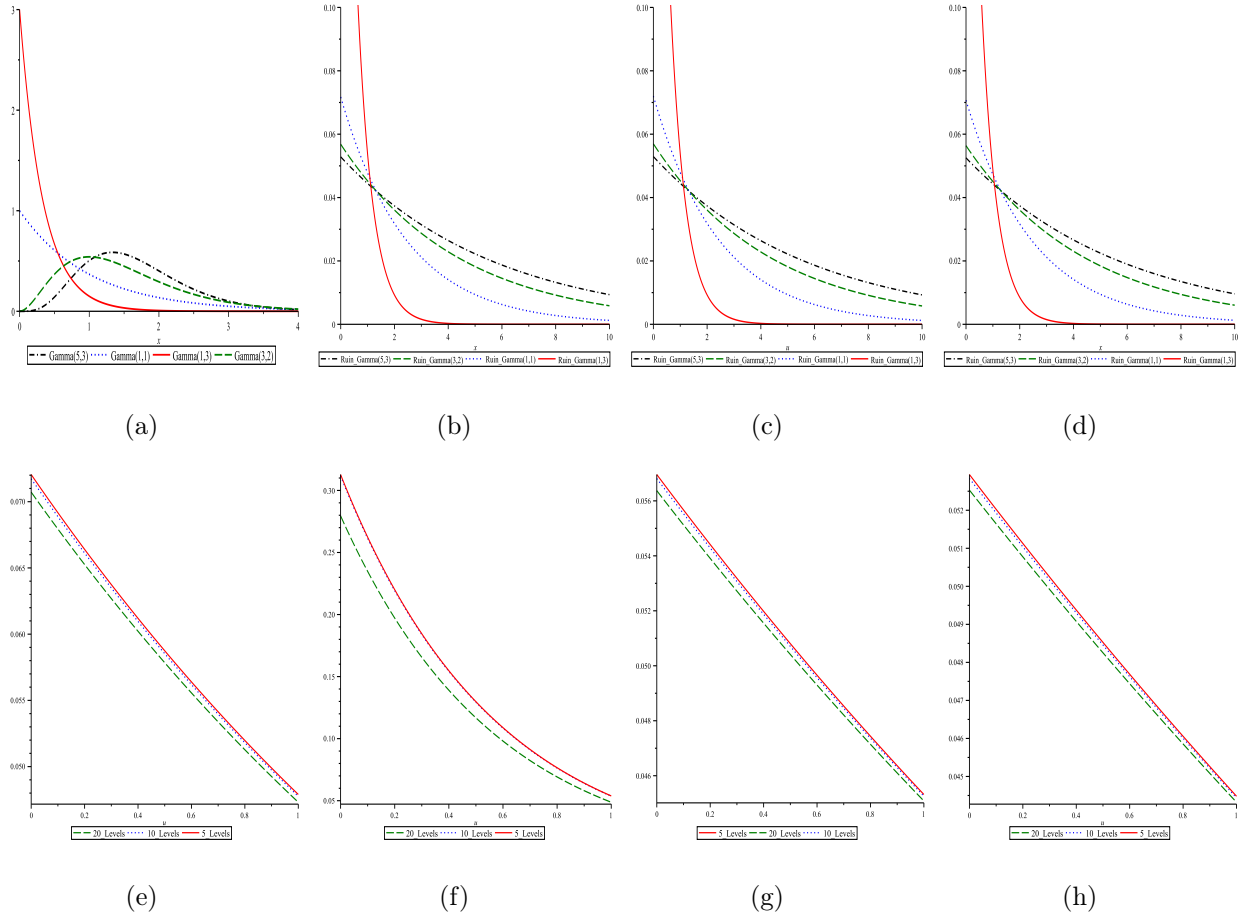 3
2
1
0
0 1 2 3 4
x
Gamma(5,3) Gamma(1,1) Gamma(1,3) Gamma(3,2)
(a)
0.10
0.08
0.06
0.04
0.02
0
0 2 4 6 8 10
x
Ruin_Gamma(5,3) Ruin_Gamma(3,2) Ruin_Gamma(1,1) Ruin_Gamma(1,3)
(b)
0.10
0.08
0.06
0.04
0.02
0
0 2 4 6 8 10
u
Ruin_Gamma(5,3) Ruin_Gamma(3,2) Ruin_Gamma(1,1) Ruin_Gamma(1,3)
(c)
0.10
0.08
0.06
0.04
0.02
0
0 2 4 6 8 10
x
Ruin_Gamma(5,3) Ruin_Gamma(3,2) Ruin_Gamma(1,1) Ruin_Gamma(1,3)
(d)
0.070
0.065
0.060
0.055
0.050
0 0.2 0.4 0.6 0.8 1
u
20_Levels 10_Levels 5_Levels
(e)
0.30
0.25
0.20
0.15
0.10
0.05
0 0.2 0.4 0.6 0.8 1
u
20_Levels 10_Levels 5_Levels
(f)
0.056
0.054
0.052
0.050
0.048
0.046
0 0.2 0.4 0.6 0.8 1
u
5_Levels 20_Levels 10_Levels
(g)
0.052
0.051
0.050
0.049
0.048
0.047
0.046
0.045
0 0.2 0.4 0.6 0.8 1
u
20_Levels 10_Levels 5_Levels
(h)